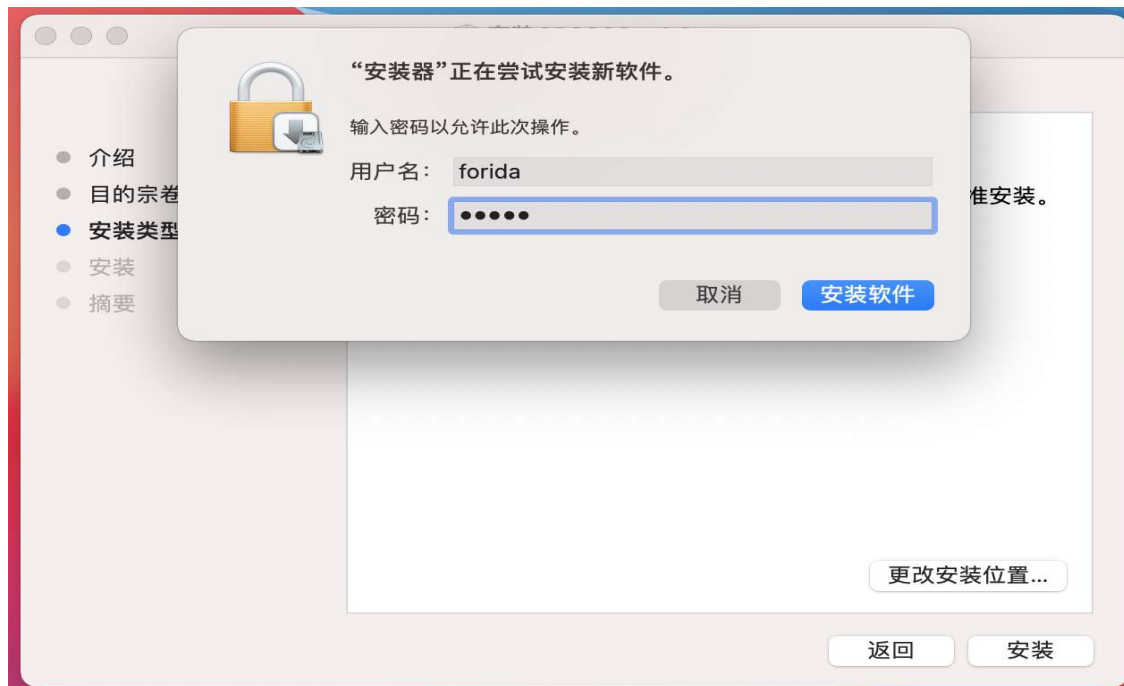 “安装器”正在尝试安装新软件。
输入密码以允许此次操作。
用户名：
forida
密码：
•••••
取消
安装软件
介绍
目的宗卷
安装类型
安装
摘要
准安装。
更改安装位置...
返回
安装